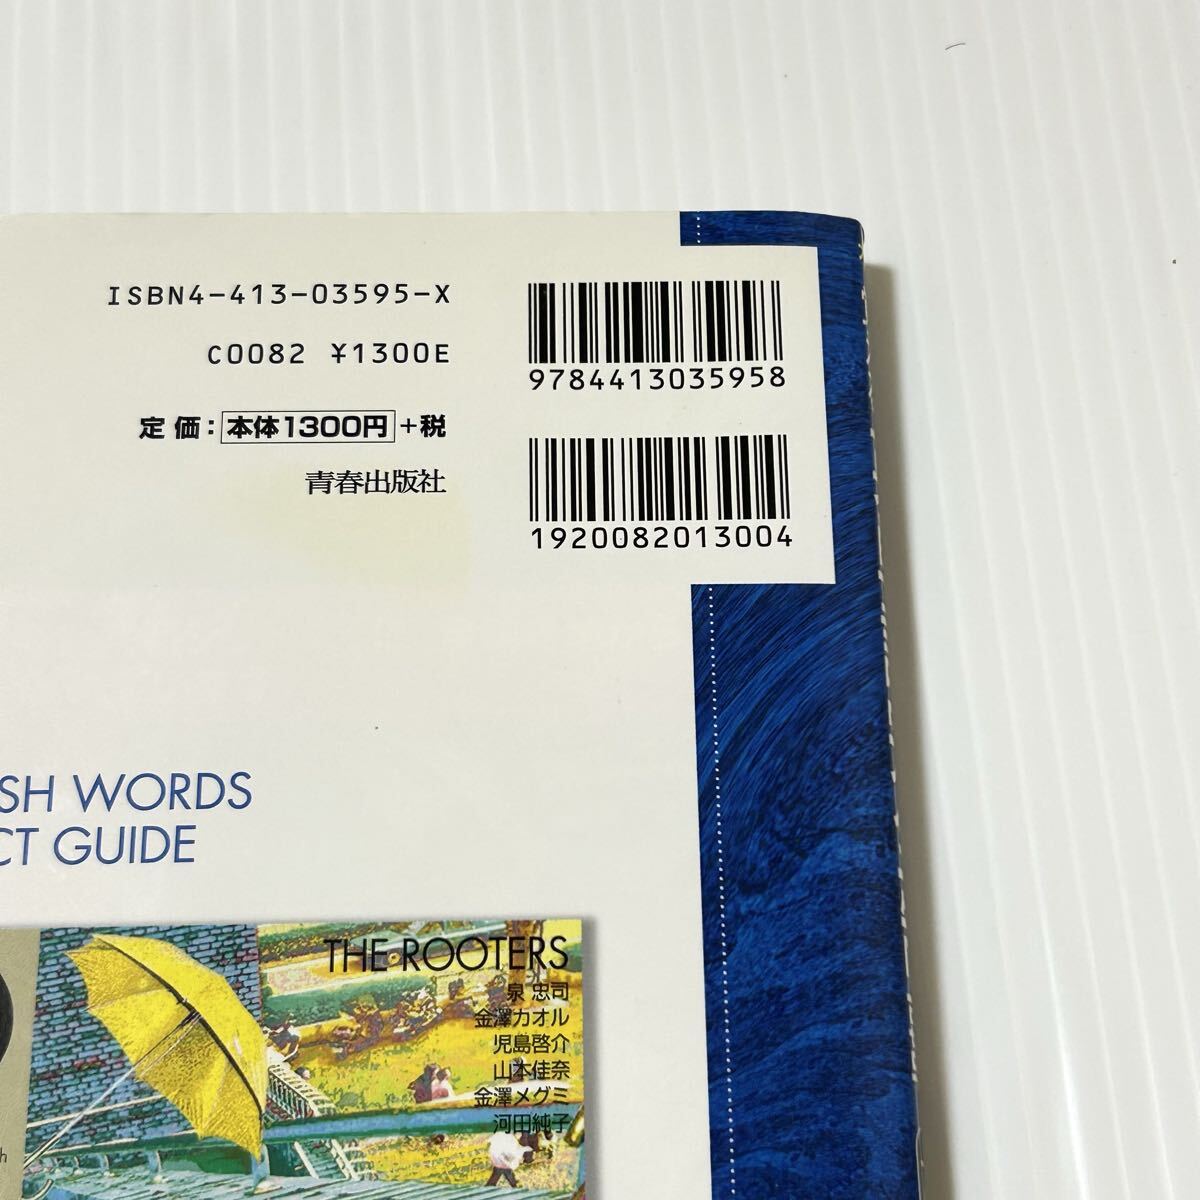 ISBN4-413-03595-X
C0082 ¥1300E
定価：本体1300円+税
青春出版社
9784413035958
1920082013004
SH WORDS
CT GUIDE
THE ROOTERS
泉 忠司
金澤カオル
児島啓介
山本佳奈
金澤メグミ
河田純子